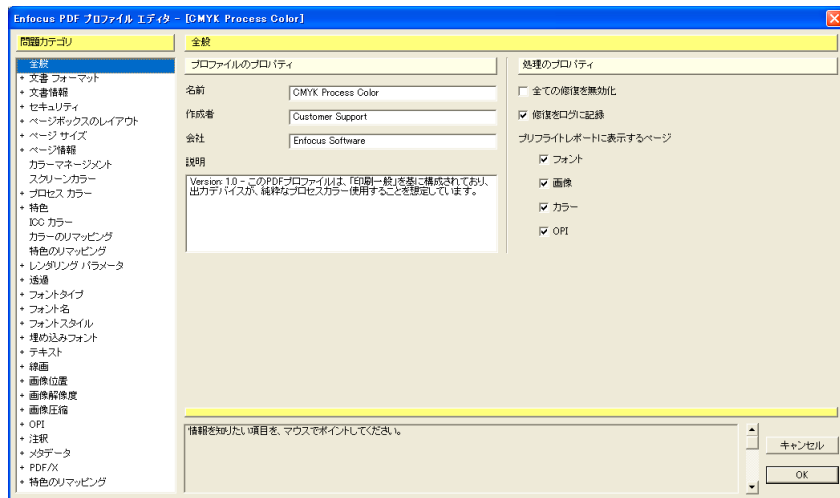 Enfocus PDF プロファイル エディタ - [CMYK Process Color]
問題カテゴリ
全般
+ 文書 フォーマット
+ 文書情報
+ セキュリティ
+ ページボックスのレイアウト
+ ページ サイズ
+ ページ情報
カラーマネージメント
スクリーンカラー
+ プロセス カラー
+ 特色
ICC カラー
カラーのリマッピング
特色のリマッピング
+ レンダリング パラメータ
+ 透過
+ フォントタイプ
+ フォント名
+ フォントスタイル
+ 埋め込みフォント
+ テキスト
+ 線画
+ 画像位置
+ 画像解像度
+ 画像圧縮
+ OPI
+ 注釈
+ メタデータ
+ PDF/X
+ 特色のリマッピング
全般
プロファイルのプロパティ
名前
CMYK Process Color
作成者
Customer Support
会社
Enfocus Software
説明
Version: 1.0 - このPDFプロファイルは、「印刷一般」を基に構成されており、
出力デバイスが、純粋なプロセスカラー使用することを想定しています。
処理のプロパティ
全ての修復を無効化
修復をログに記録
プリフライトレポートに表示するページ
フォント
画像
カラー
OPI
情報を知りたい項目を、マウスでポイントしてください。
キャンセル
OK